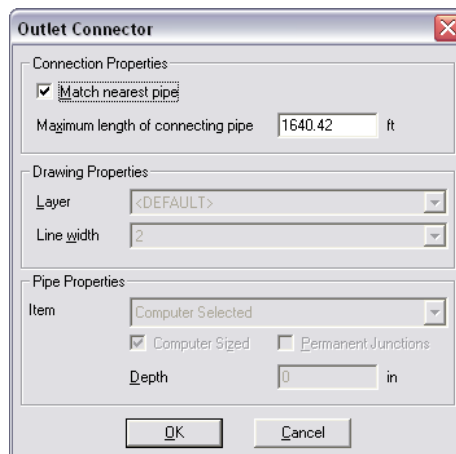 Outlet Connector
Connection Properties
Match nearest pipe
Maximum length of connecting pipe 1640.42 ft
Drawing Properties
Layer <DEFAULT>
Line width 2
Pipe Properties
Item Computer Selected
Computer Sized Permanent Junctions
Depth 0 in
OK Cancel